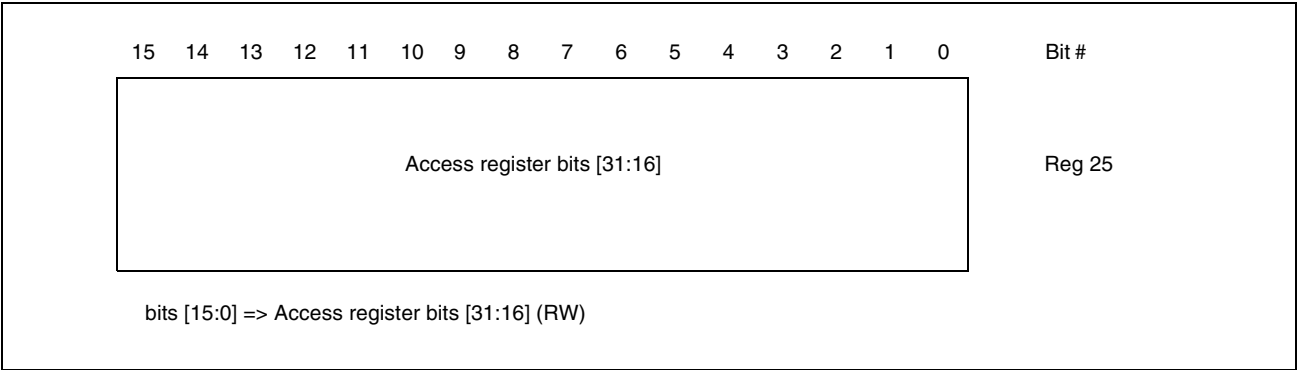 15 14 13 12 11 10 9 8 7 6 5 4 3 2 1 0 Bit #
Access register bits [31:16] Reg 25
bits [15:0] => Access register bits [31:16] (RW)